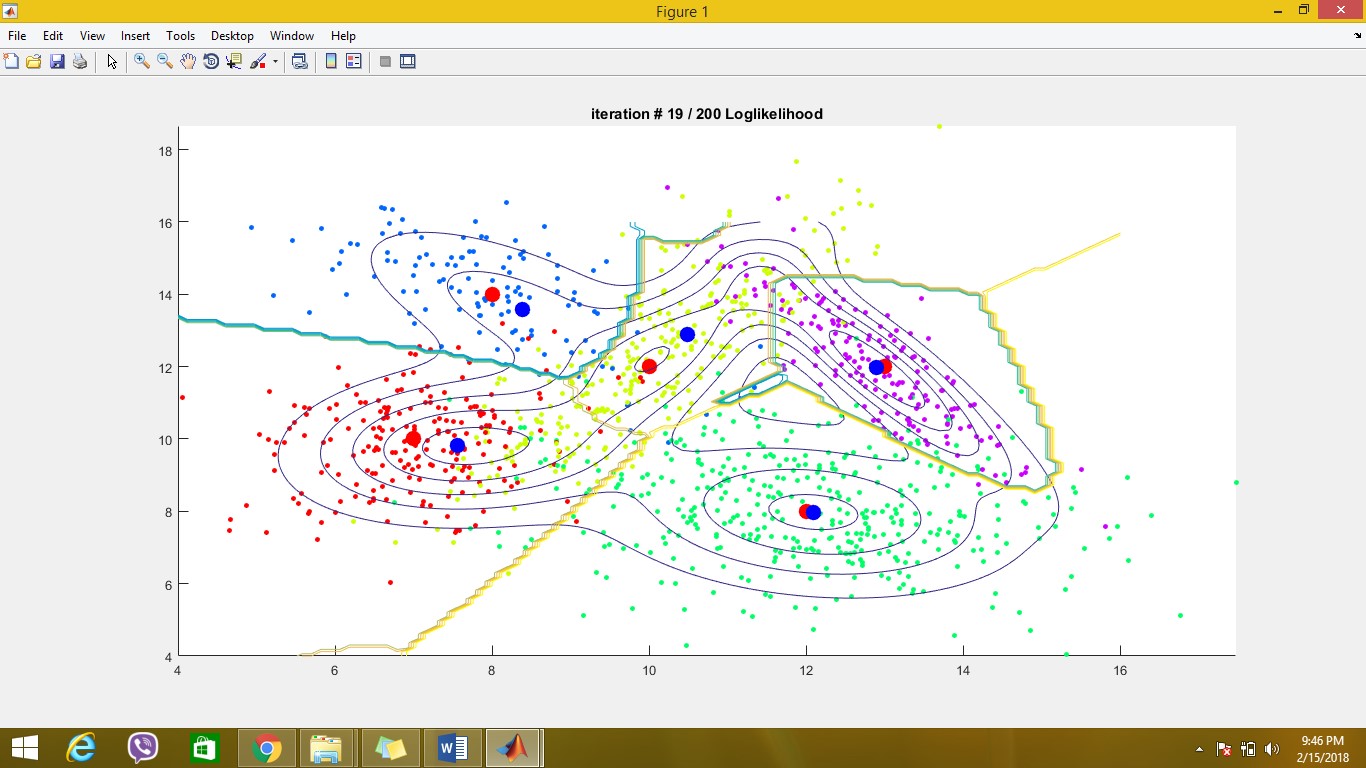 Figure 1
File Edit View Insert Tools Desktop Window Help
iteration # 19 / 200 Loglikelihood
18
16
14
12
10
8
6
4
4 6 8 10 12 14 16
9:46 PM
2/15/2018